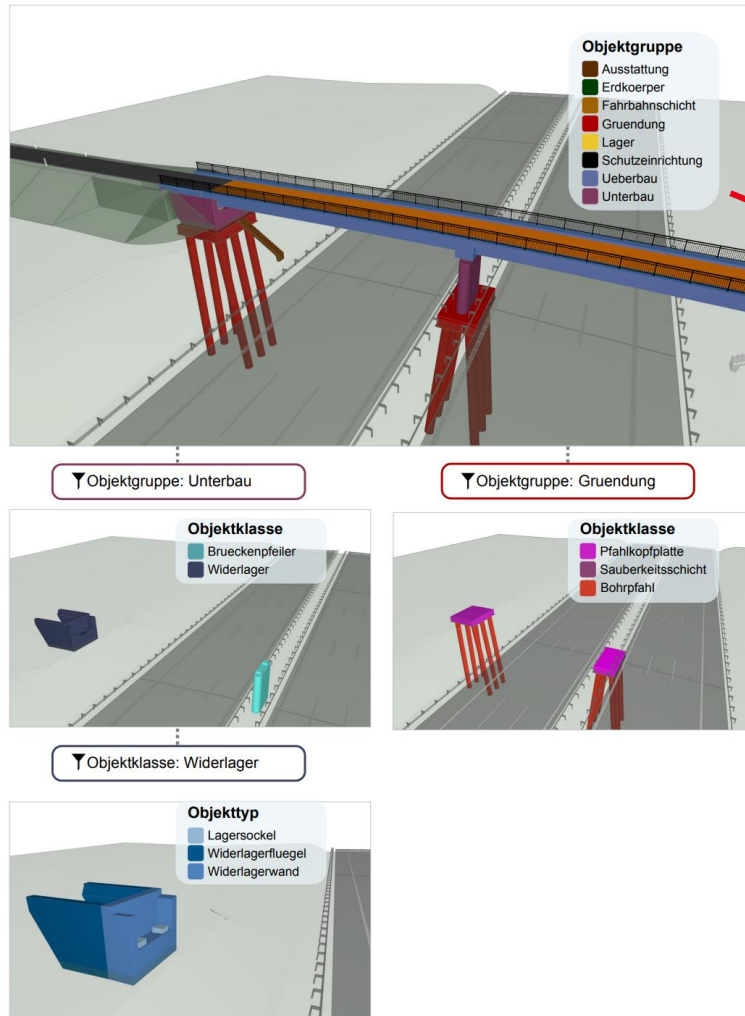 Objektgruppe
Ausstattung
Erdkoerper
Fahrbahnschicht
Gruendung
Lager
Schutzeinrichtung
Ueberbau
Unterbau
Objektgruppe: Unterbau
Objektgruppe: Gruendung
Objektklasse
Brueckenpfeiler
Widerlager
Objektklasse
Pfahlkopfplatte
Sauberkeitsschicht
Bohrpfahl
Objektklasse: Widerlager
Objekttyp
Lagersockel
Widerlagerfluegel
Widerlagerwand